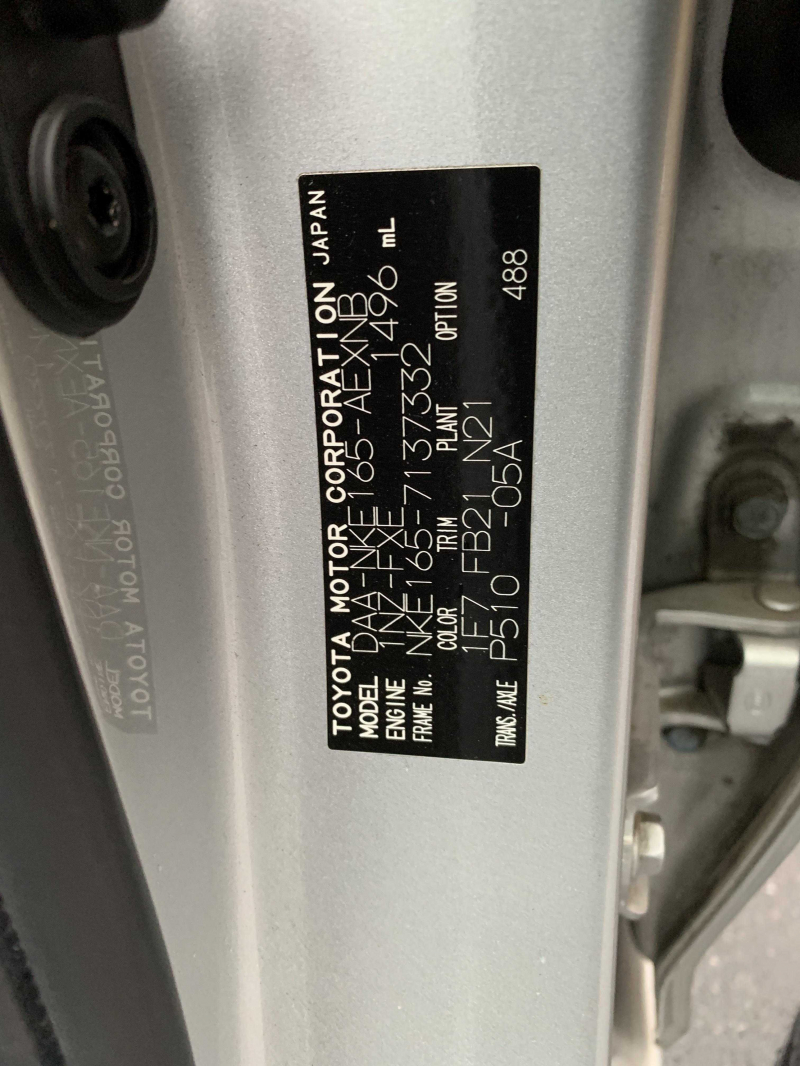 TOYOTA MOTOR CORPORATION JAPAN
MODEL DAA-NKE165-AEXNB
ENGINE 1NZ-FXE 1496 mL
FRAME No. NKE165-7137332
COLOR TRIM PLANT OPTION
1F7 FB21 N21
TRANS./AXLE P510 -05A 488